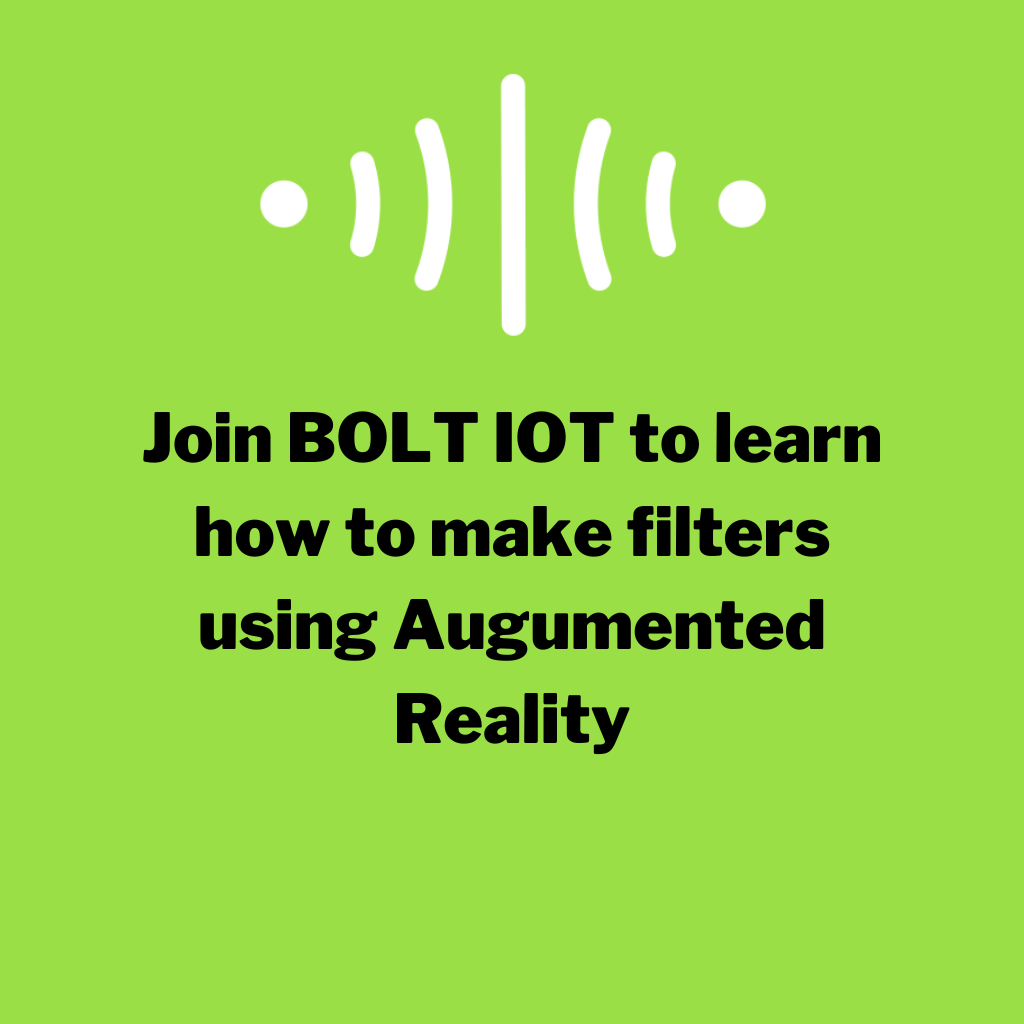 Join BOLT IOT to learn
how to make filters
using Augumented
Reality